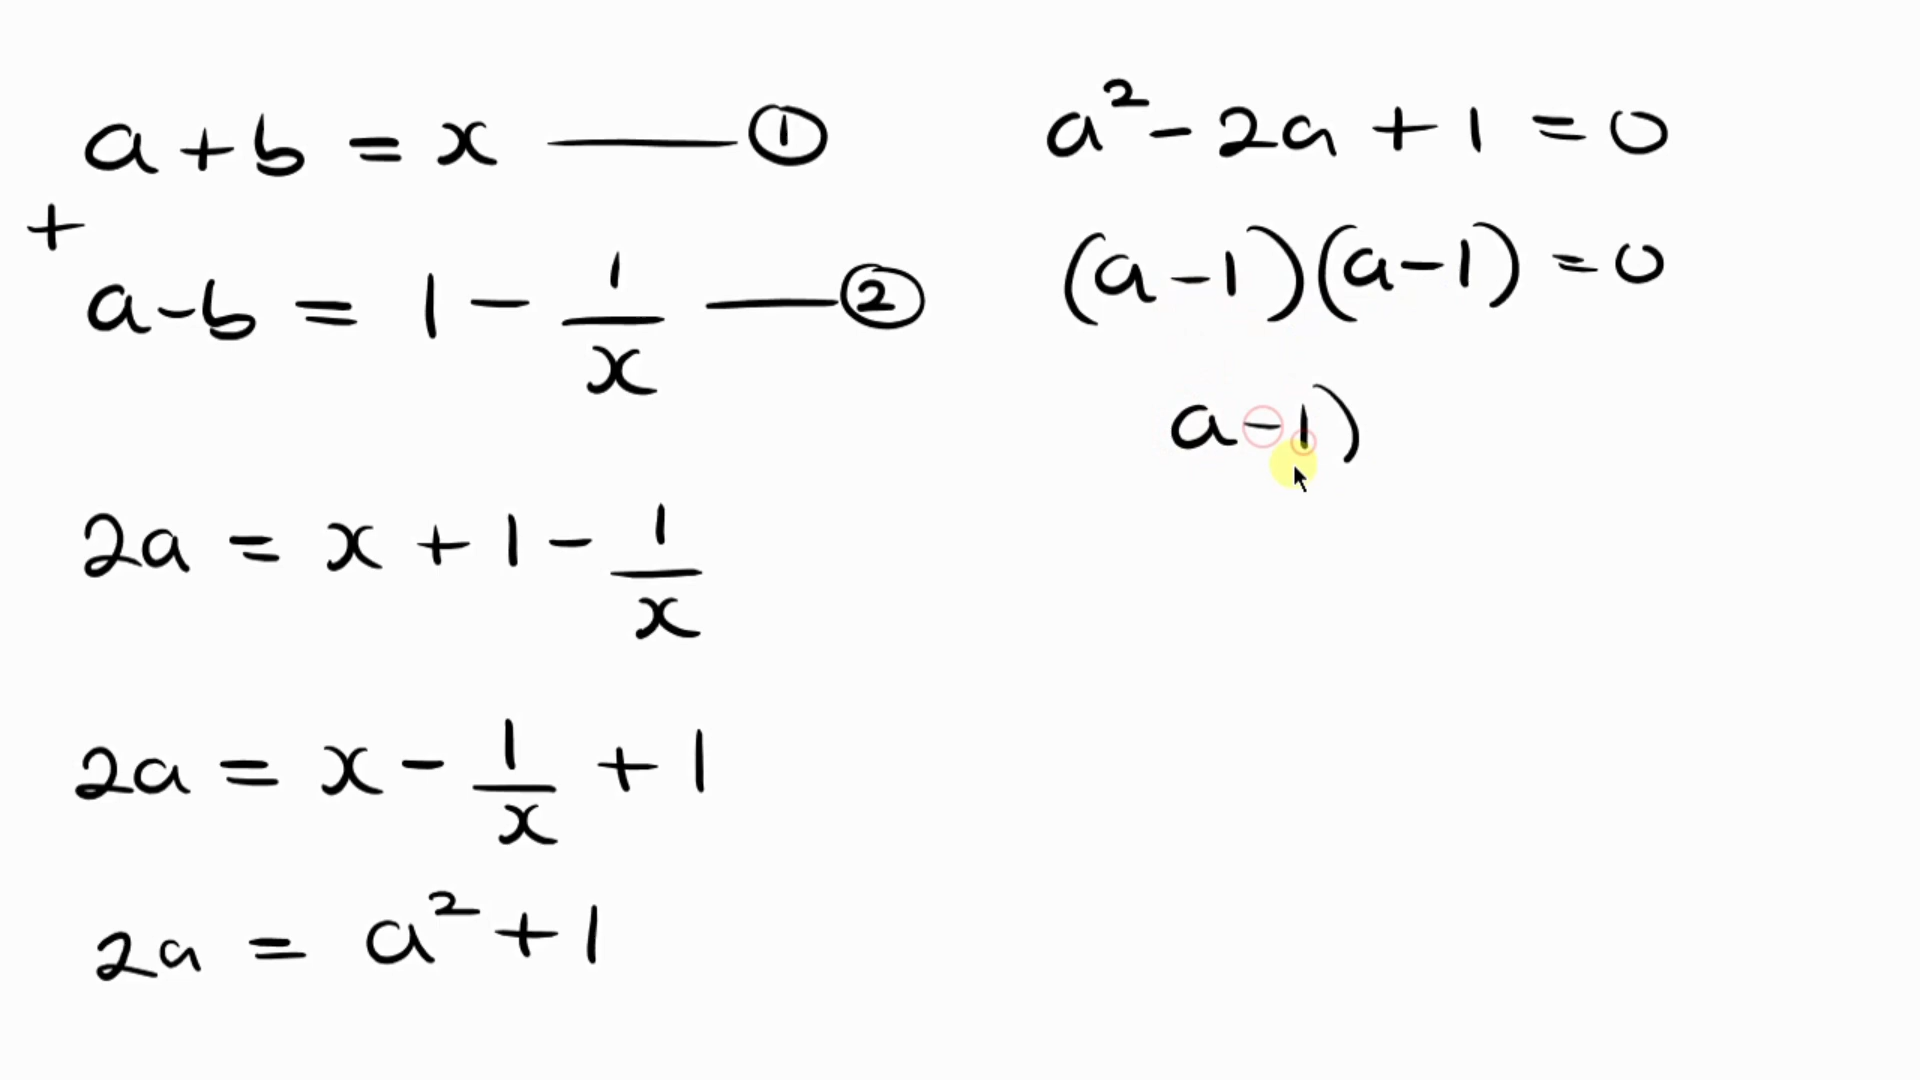 a + b = x —— ①
+
a - b = 1 - 1/x —— ②
2a = x + 1 - 1/x
2a = x - 1/x + 1
2a = a² + 1
a² - 2a + 1 = 0
(a - 1)(a - 1) = 0
a - 1)